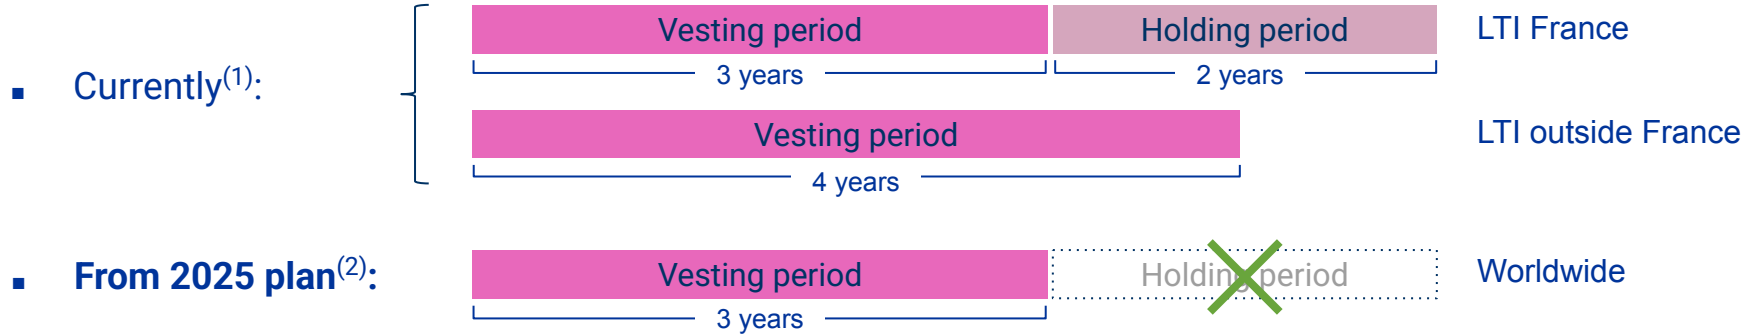 Vesting period Holding period LTI France
3 years 2 years
▪ Currently(1):
Vesting period LTI outside France
4 years
▪ From 2025 plan(2): Vesting period Holding period Worldwide
3 years